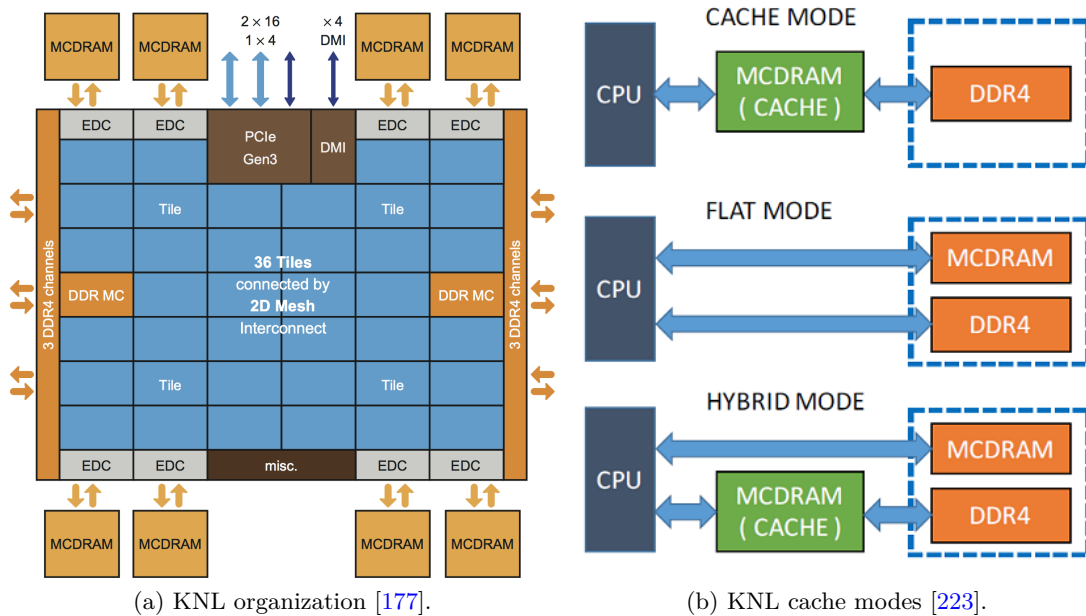 MCDRAM
MCDRAM
2 × 16
1 × 4
× 4
DMI
MCDRAM
MCDRAM
EDC
EDC
PCIe
Gen3
DMI
EDC
EDC
Tile
Tile
3 DDR4 channels
DDR MC
36 Tiles
connected by
2D Mesh
Interconnect
DDR MC
3 DDR4 channels
Tile
Tile
EDC
EDC
misc.
EDC
EDC
MCDRAM
MCDRAM
MCDRAM
MCDRAM
(a) KNL organization [177].
CACHE MODE
CPU
MCDRAM
( CACHE )
DDR4
FLAT MODE
CPU
MCDRAM
DDR4
HYBRID MODE
CPU
MCDRAM
MCDRAM
( CACHE )
DDR4
(b) KNL cache modes [223].